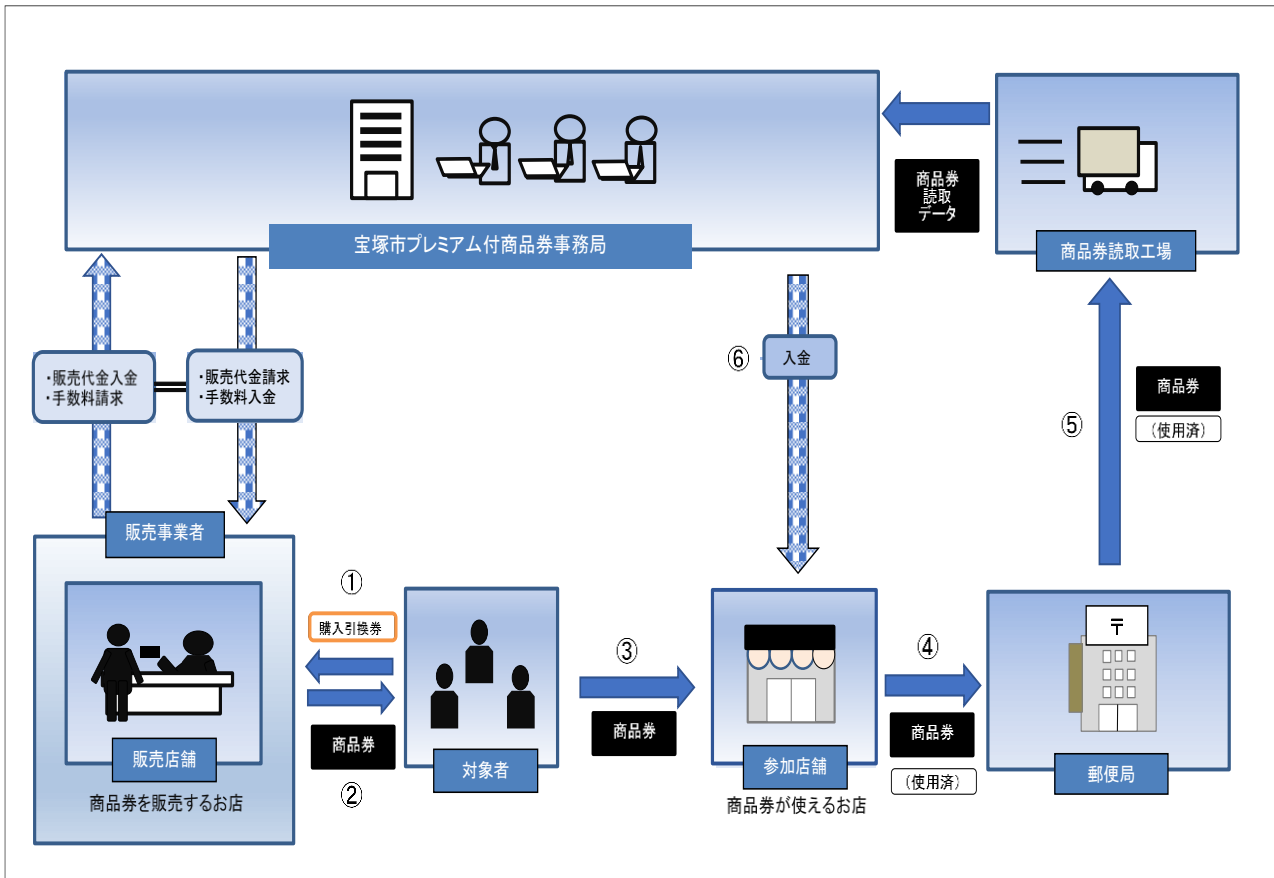 商品券
読取
データ
宝塚市プレミアム付商品券事務局
商品券読取工場
・販売代金入金
・手数料請求
・販売代金請求
・手数料入金
⑥
入金
⑤
商品券
(使用済)
販売事業者
①
購入引換券
販売店舗
商品券を販売するお店
商品券
②
対象者
③
商品券
参加店舗
商品券が使えるお店
④
商品券
(使用済)
〒
郵便局